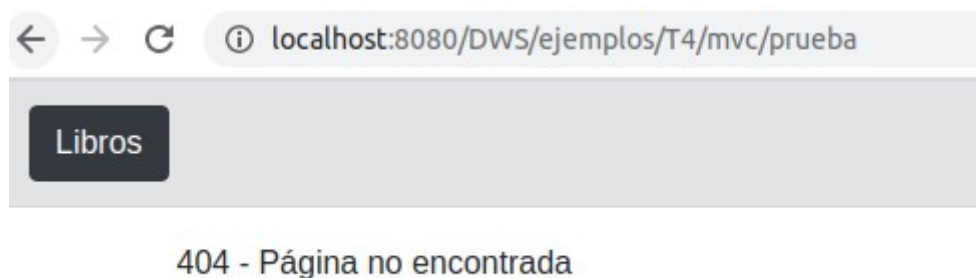 localhost:8080/DWS/ejemplos/T4/mvc/prueba
Libros
404 - Página no encontrada